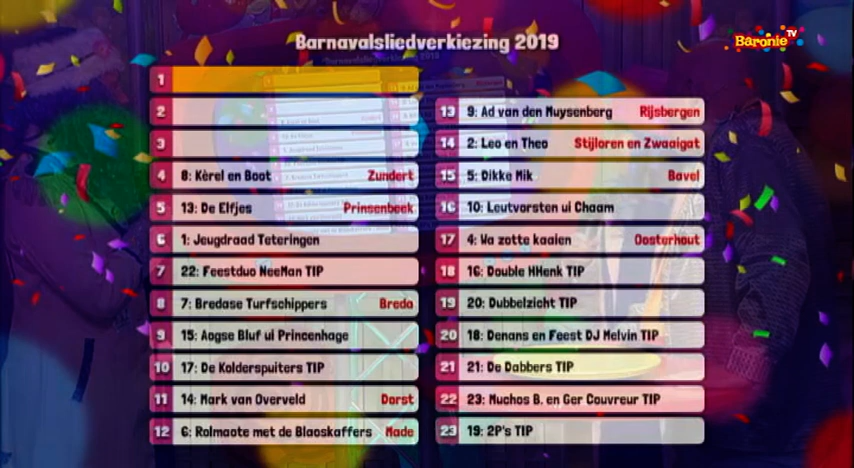 Baronie TV
Barnavalsliedverkiezing 2019
1
2
3
4 8: Kèrel en Boot Zundert
5 13: De Elfjes Prinsenbeek
6 1: Jeugdraad Teteringen
7 22: Feestduo NeeMan TIP
8 7: Bredase Turfschippers Breda
9 15: Aogse Bluf ui Princenhage
10 17: De Kolderspuiters TIP
11 14: Mark van Overveld Dorst
12 6: Rolmaote met de Blaoskaffers Made
13 9: Ad van den Muysenberg Rijsbergen
14 2: Leo en Theo Stijloren en Zwaaigat
15 5: Dikke Mik Bavel
16 10: Leutvorsten ui Chaam
17 4: Wa zotte kaaien Oosterhout
18 16: Double HHenk TIP
19 20: Dubbelzicht TIP
20 18: Denans en Feest DJ Melvin TIP
21 21: De Dabbers TIP
22 23: Muchos B. en Ger Couvreur TIP
23 19: 2P's TIP